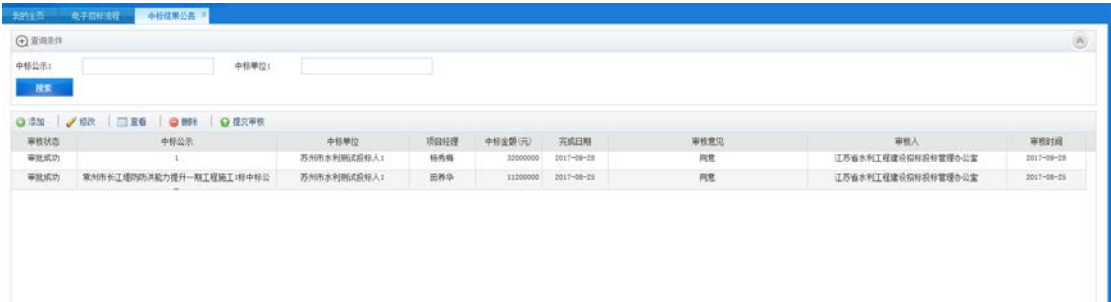 我的主页 电子招标流程 中标结果公告
查询条件
中标公示: 中标单位:
搜索
添加 修改 查看 删除 提交审核
审核状态 中标公示 中标单位 项目经理 中标金额(元) 完成日期 审核意见 审核人 审核时间
审批成功 1 苏州市水利测试投标人1 杨秀梅 32000000 2017-09-28 同意 江苏省水利工程建设招标投标管理办公室 2017-09-28
审批成功 常州市长江堤防防洪能力提升一期工程施工1标中标公 苏州市水利测试投标人1 田养华 11200000 2017-08-25 同意 江苏省水利工程建设招标投标管理办公室 2017-08-25